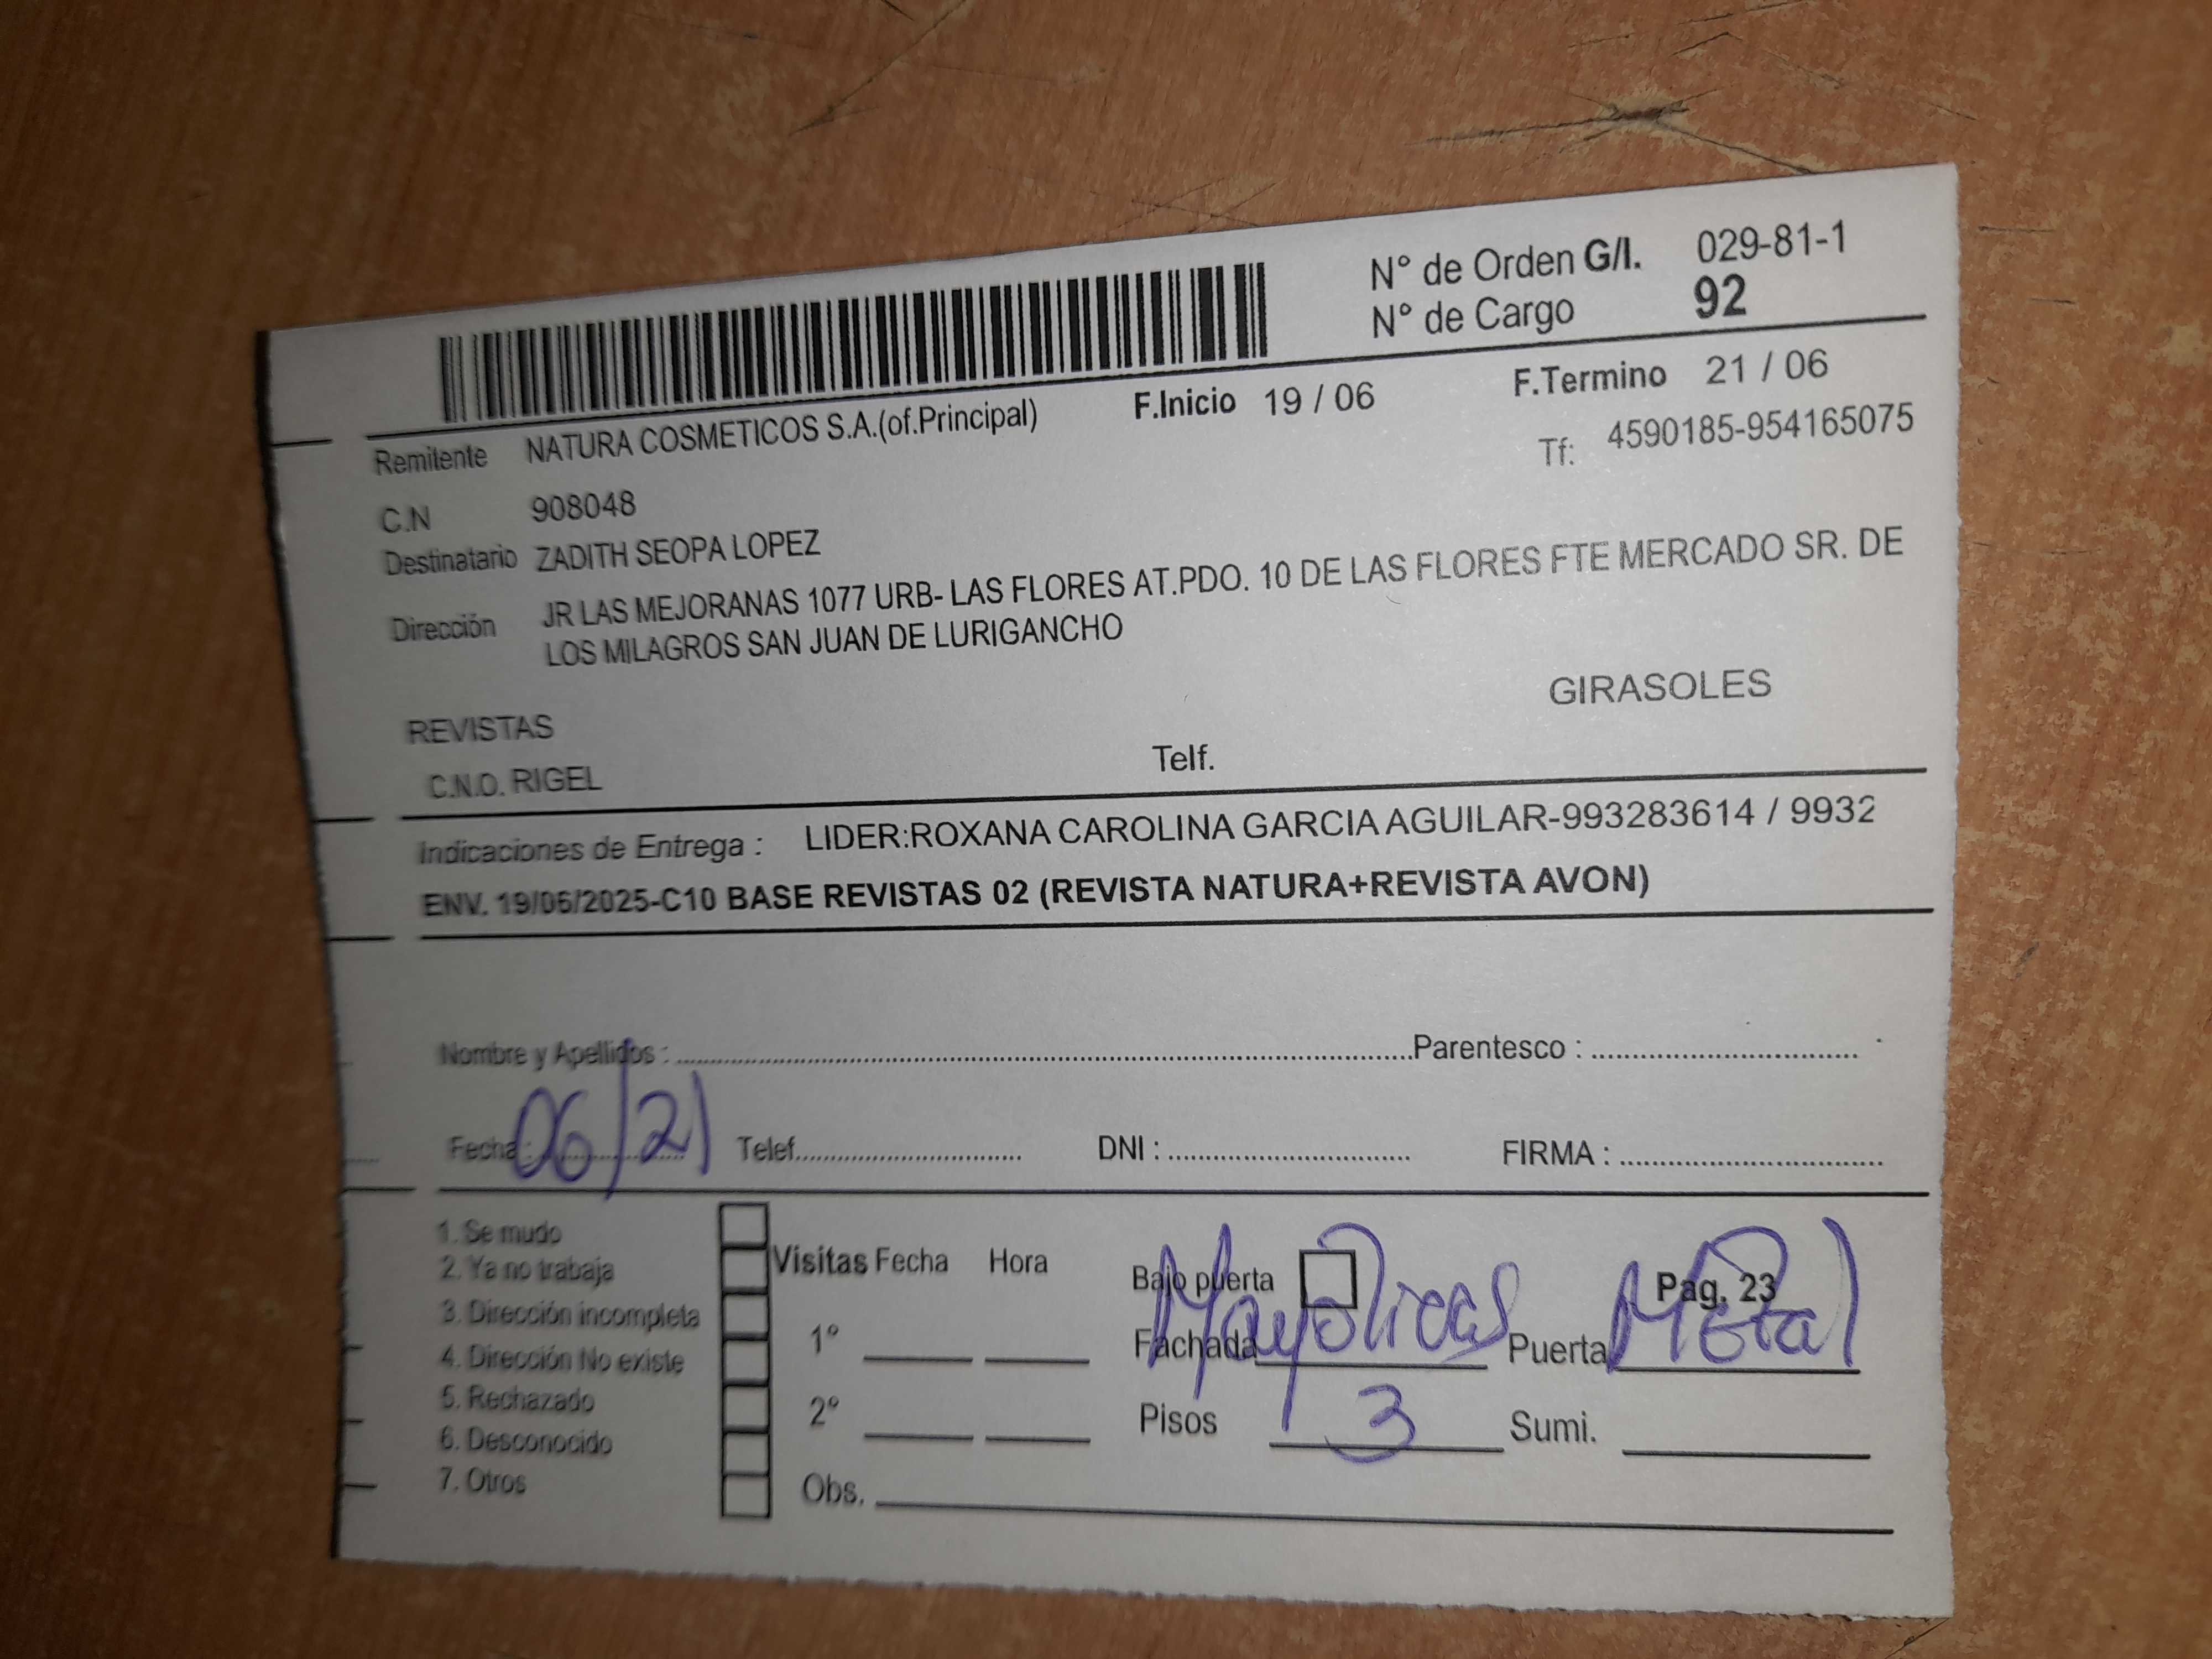 N° de Orden G/I. 029-81-1
N° de Cargo 92
F.Inicio 19 / 06 F.Termino 21 / 06
Remitente NATURA COSMETICOS S.A.(of.Principal) Tf: 4590185-954165075
C.N 908048
Destinatario ZADITH SEOPA LOPEZ
Dirección JR LAS MEJORANAS 1077 URB- LAS FLORES AT.PDO. 10 DE LAS FLORES FTE MERCADO SR. DE
LOS MILAGROS SAN JUAN DE LURIGANCHO
GIRASOLES
REVISTAS
C.N.O. RIGEL Telf.
Indicaciones de Entrega : LIDER:ROXANA CAROLINA GARCIA AGUILAR-993283614 / 9932
ENV. 19/06/2025-C10 BASE REVISTAS 02 (REVISTA NATURA+REVISTA AVON)
Nombre y Apellidos : Parentesco :
Fecha : 06/21 Telef. DNI : FIRMA :
1. Se mudo
2. Ya no trabaja
3. Dirección incompleta
4. Dirección No existe
5. Rechazado
6. Desconocido
7. Otros
Visitas Fecha Hora
1°
2°
Obs.
Bajo puerta Pag. 23
Fachada Mayolicas Puerta Metal
Pisos 3 Sumi.